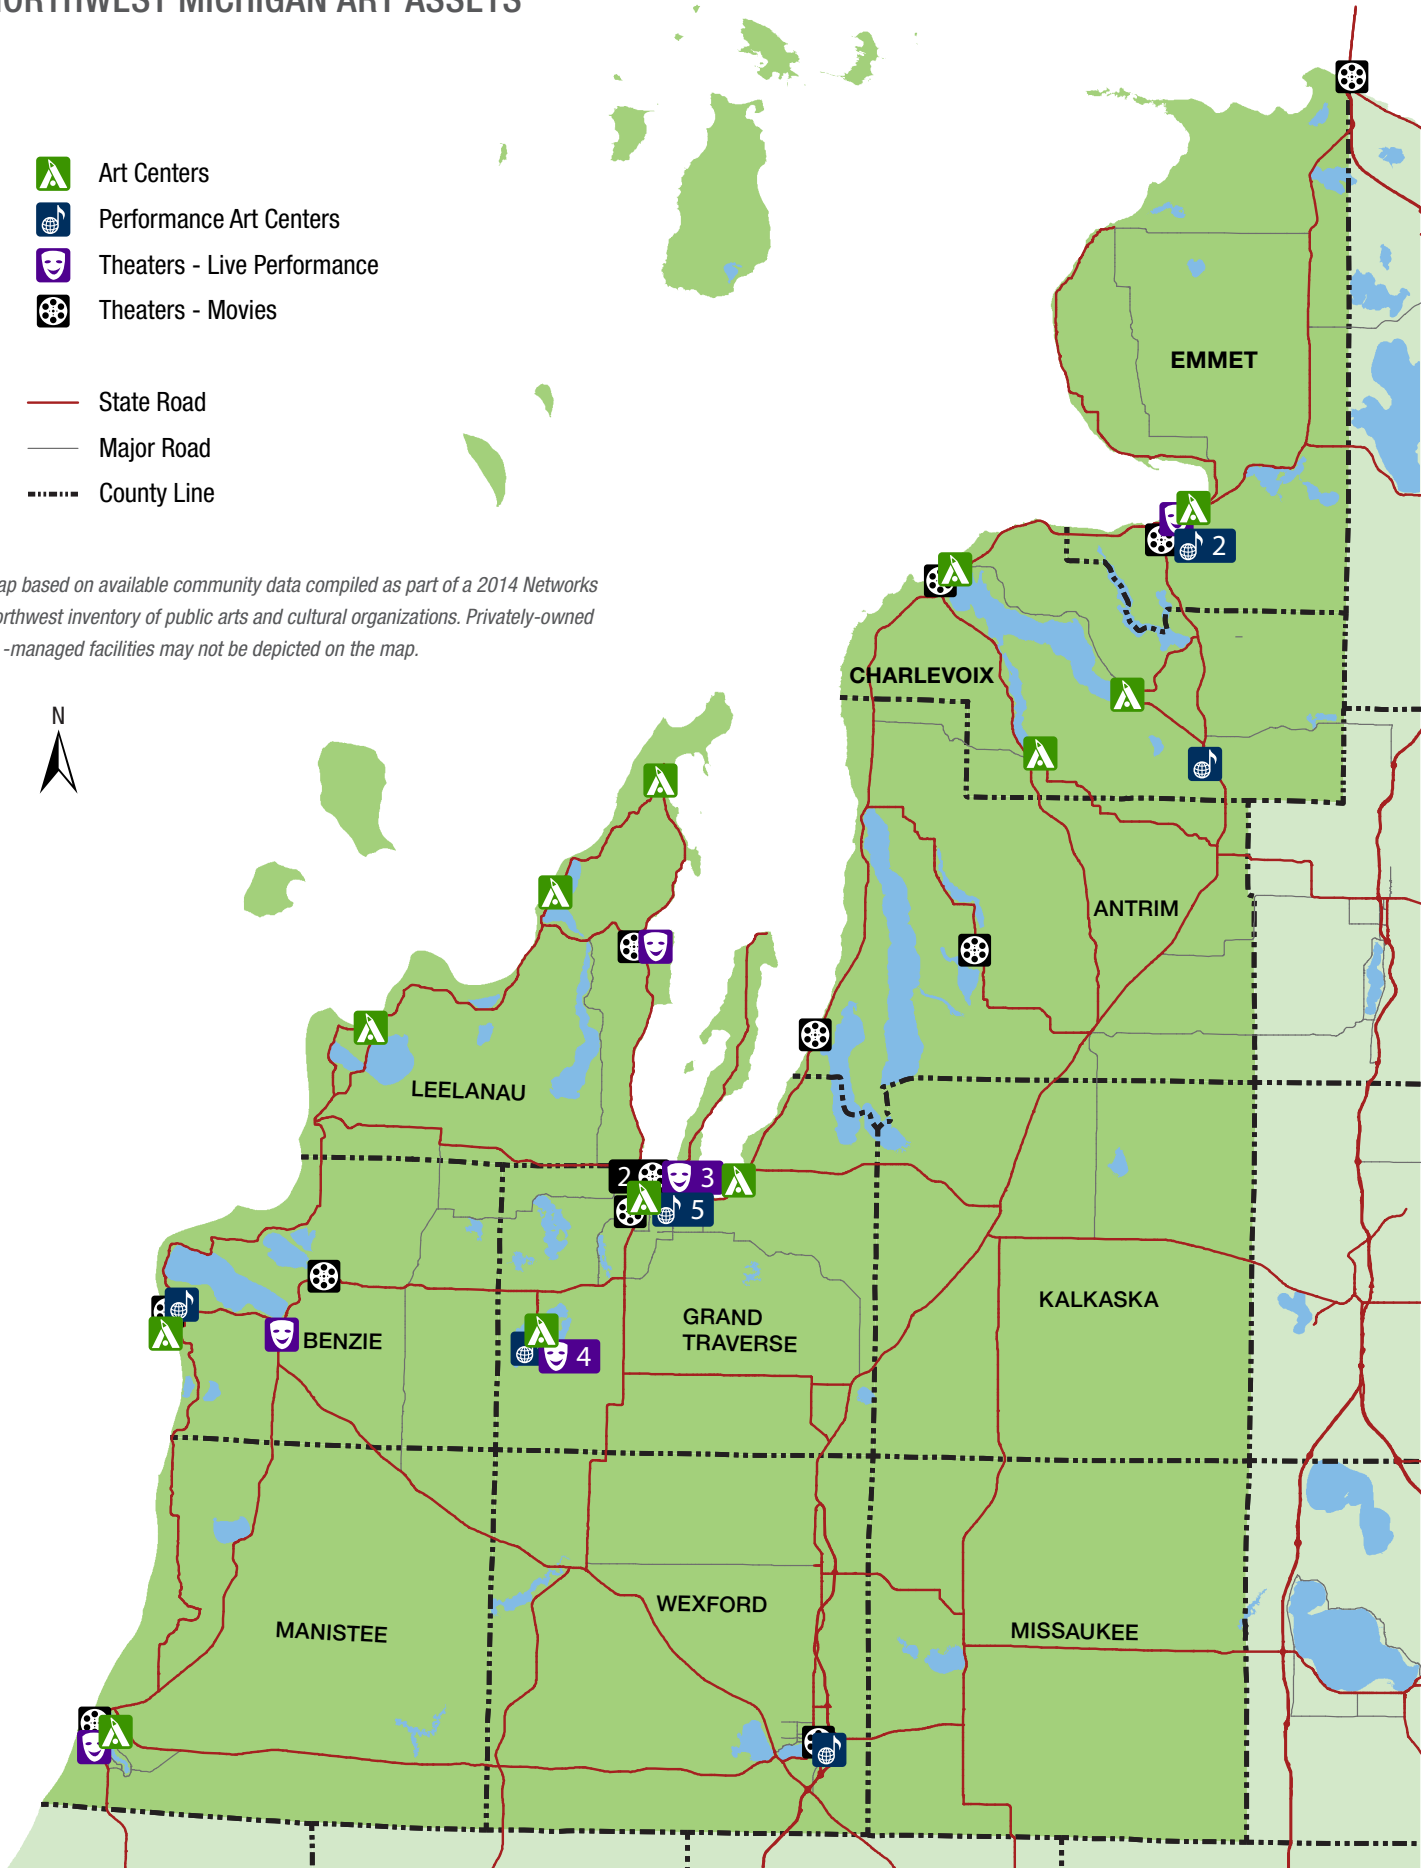 NORTHWEST MICHIGAN ART ASSETS
Art Centers
Performance Art Centers
Theaters - Live Performance
Theaters - Movies
State Road
Major Road
County Line
ap based on available community data compiled as part of a 2014 Networks
orthwest inventory of public arts and cultural organizations. Privately-owned
-managed facilities may not be depicted on the map.
N
EMMET
2
CHARLEVOIX
ANTRIM
LEELANAU
2
3
5
GRAND
TRAVERSE
KALKASKA
BENZIE
4
WEXFORD
MANISTEE
MISSAUKEE